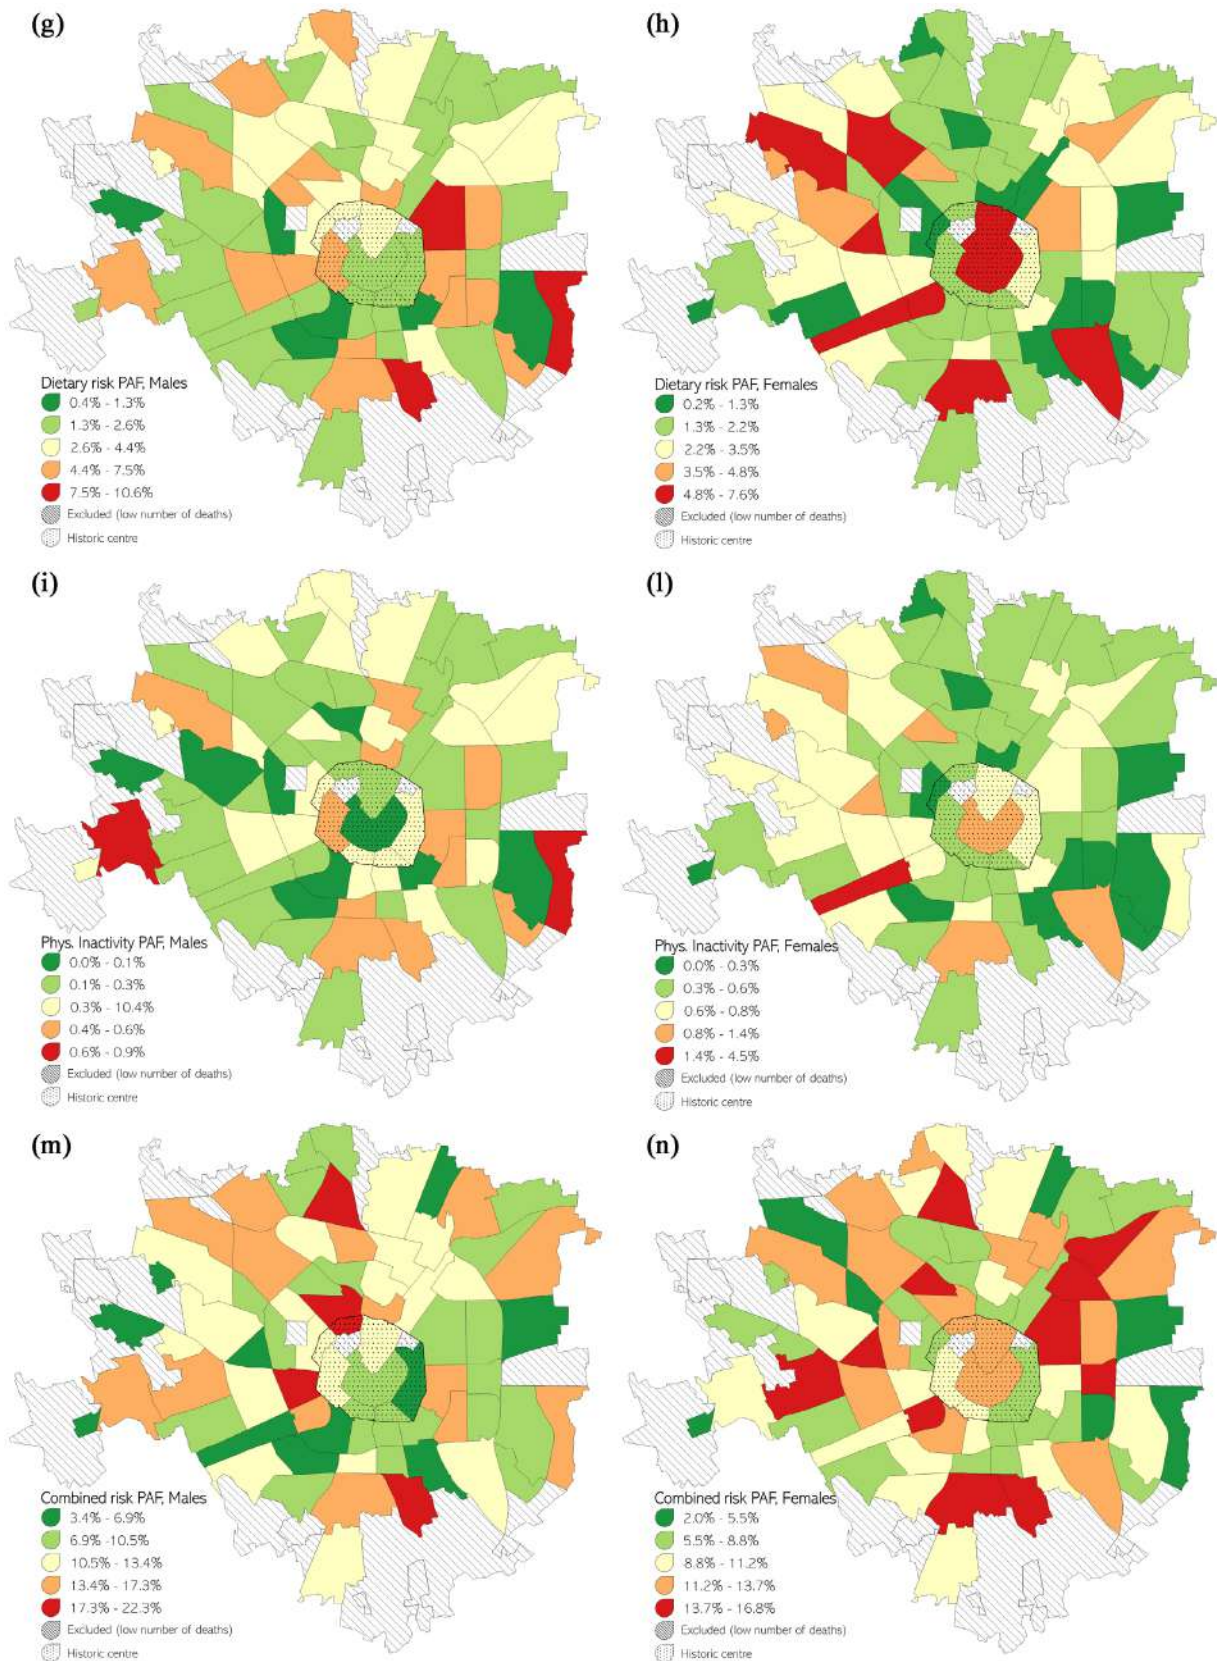 (g)
Dietary risk PAF, Males
0.4% - 1.3%
1.3% - 2.6%
2.6% - 4.4%
4.4% - 7.5%
7.5% - 10.6%
Excluded (low number of deaths)
Historic centre
(h)
Dietary risk PAF, Females
0.2% - 1.3%
1.3% - 2.2%
2.2% - 3.5%
3.5% - 4.8%
4.8% - 7.6%
Excluded (low number of deaths)
Historic centre
(i)
Phys. Inactivity PAF, Males
0.0% - 0.1%
0.1% - 0.3%
0.3% - 10.4%
0.4% - 0.6%
0.6% - 0.9%
Excluded (low number of deaths)
Historic centre
(l)
Phys. Inactivity PAF, Females
0.0% - 0.3%
0.3% - 0.6%
0.6% - 0.8%
0.8% - 1.4%
1.4% - 4.5%
Excluded (low number of deaths)
Historic centre
(m)
Combined risk PAF, Males
3.4% - 6.9%
6.9% -10.5%
10.5% - 13.4%
13.4% - 17.3%
17.3% - 22.3%
Excluded (low number of deaths)
Historic centre
(n)
Combined risk PAF, Females
2.0% - 5.5%
5.5% - 8.8%
8.8% - 11.2%
11.2% - 13.7%
13.7% - 16.8%
Excluded (low number of deaths)
Historic centre